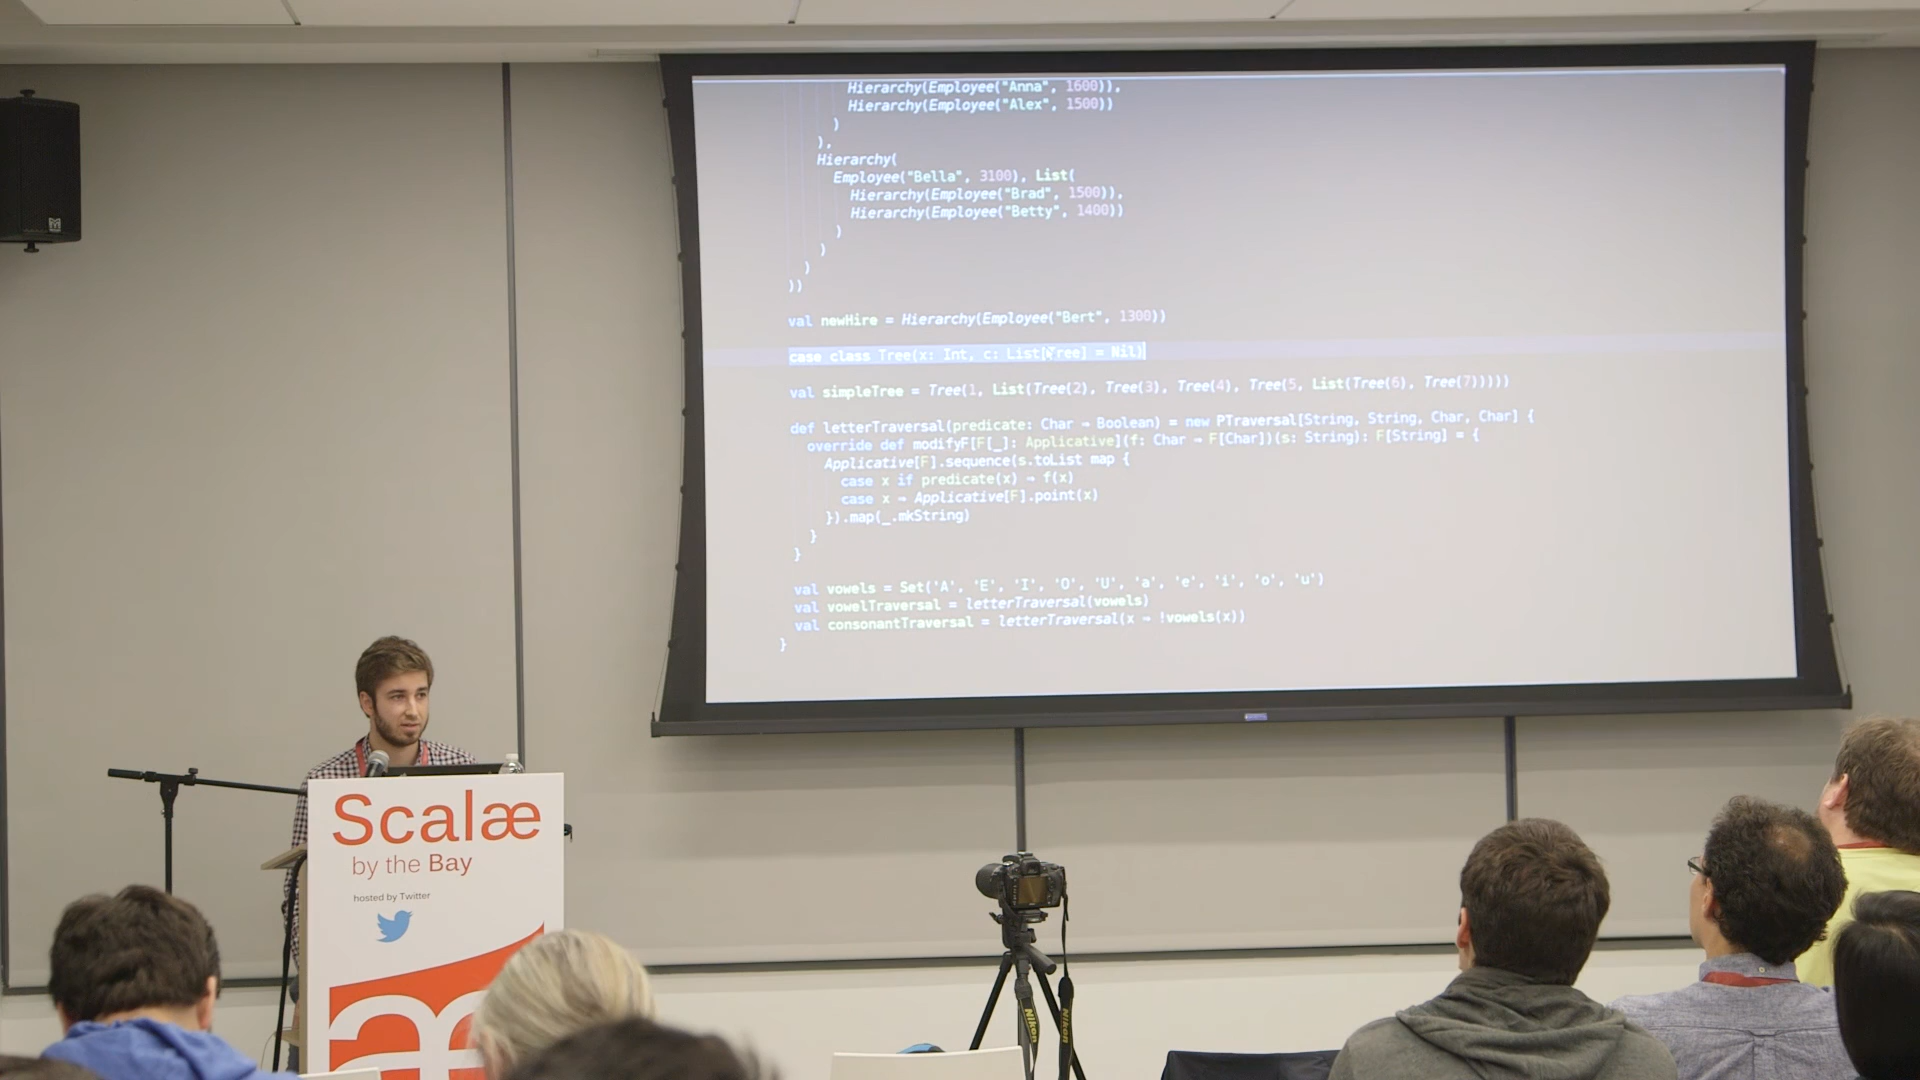 Hierarchy(Employee("Anna", 1600)),
Hierarchy(Employee("Alex", 1500))
)
),
Hierarchy(
Employee("Bella", 3100), List(
Hierarchy(Employee("Brad", 1500)),
Hierarchy(Employee("Betty", 1400))
)
)
)
))
val newHire = Hierarchy(Employee("Bert", 1300))
case class Tree(x: Int, c: List[Tree] = Nil)
val simpleTree = Tree(1, List(Tree(2), Tree(3), Tree(4), Tree(5, List(Tree(6), Tree(7)))))
def letterTraversal(predicate: Char ⇒ Boolean) = new PTraversal[String, String, Char, Char] {
override def modifyF[F[_]: Applicative](f: Char ⇒ F[Char])(s: String): F[String] = {
Applicative[F].sequence(s.toList map {
case x if predicate(x) ⇒ f(x)
case x ⇒ Applicative[F].point(x)
}).map(_.mkString)
}
}
val vowels = Set('A', 'E', 'I', 'O', 'U', 'a', 'e', 'i', 'o', 'u')
val vowelTraversal = letterTraversal(vowels)
val consonantTraversal = letterTraversal(x ⇒ !vowels(x))
}
Scalæ
by the Bay
hosted by Twitter
æ
Nikon
Nikon